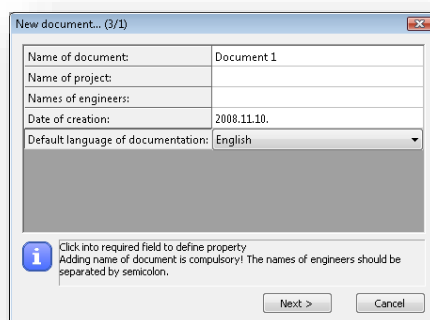 New document... (3/1)
Name of document: Document 1
Name of project:
Names of engineers:
Date of creation: 2008.11.10.
Default language of documentation: English
Click into required field to define property
Adding name of document is compulsory! The names of engineers should be
separated by semicolon.
Next > Cancel